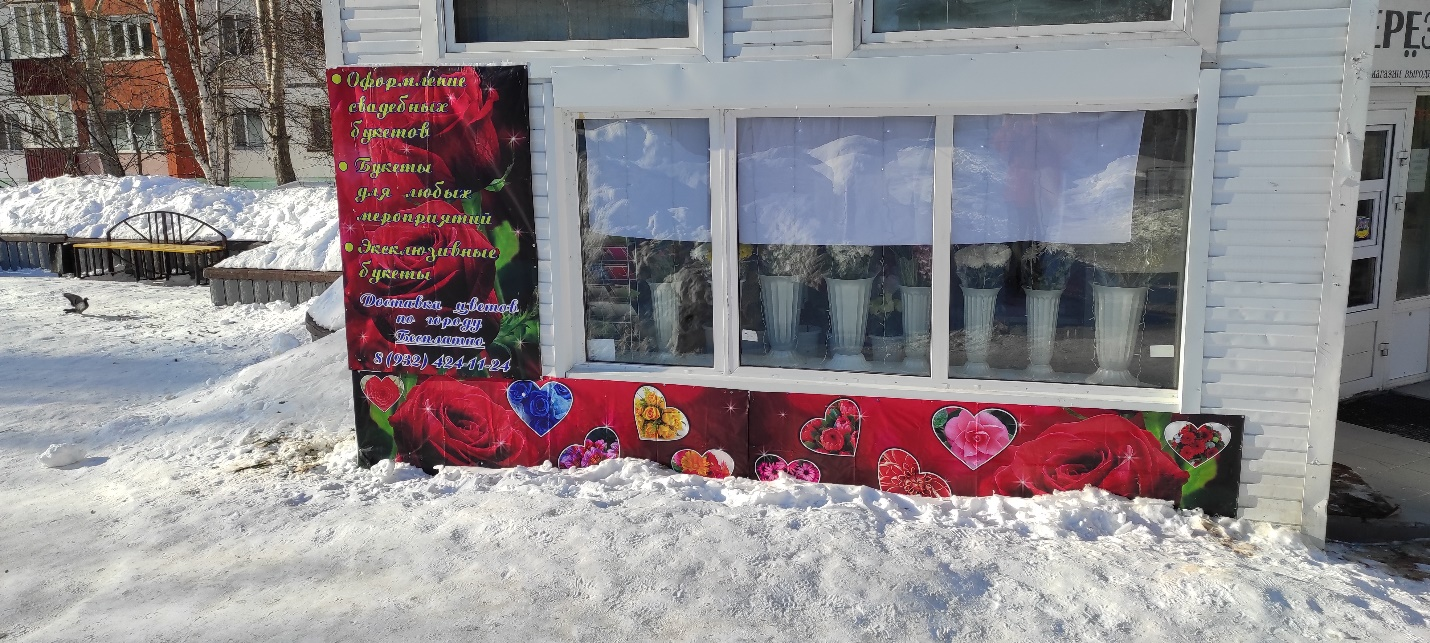 Оформление
свадебных
букетов
Букеты
для любых
мероприятий
Эксклюзивные
букеты
Доставка цветов
по городу
Бесплатно
8 (932) 424-11-24